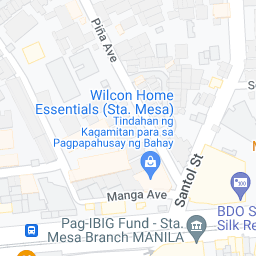 Piña Ave
Wilcon Home
Essentials (Sta. Mesa)
Tindahan ng
Kagamitan para sa
Pagpapahusay ng Bahay
Santol St
Manga Ave
Pag-IBIG Fund - Sta.
Mesa Branch MANILA
BDO S
Silk Re